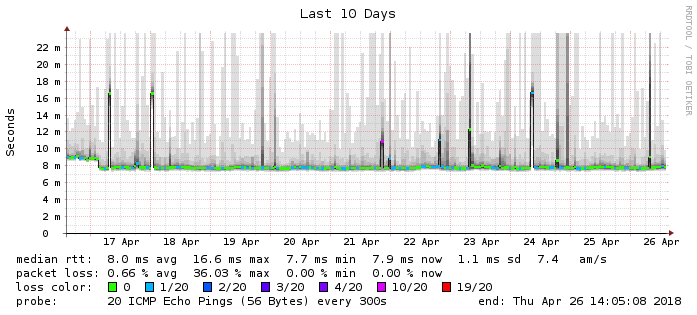 Last 10 Days
RRDTOOL / TOBI OETIKER
Seconds
22 m
20 m
18 m
16 m
14 m
12 m
10 m
8 m
6 m
4 m
2 m
0
17 Apr 18 Apr 19 Apr 20 Apr 21 Apr 22 Apr 23 Apr 24 Apr 25 Apr 26 Apr
median rtt: 8.0 ms avg 16.6 ms max 7.7 ms min 7.9 ms now 1.1 ms sd 7.4 am/s
packet loss: 0.66 % avg 36.03 % max 0.00 % min 0.00 % now
loss color: 0 1/20 2/20 3/20 4/20 10/20 19/20
probe: 20 ICMP Echo Pings (56 Bytes) every 300s end: Thu Apr 26 14:05:08 2018